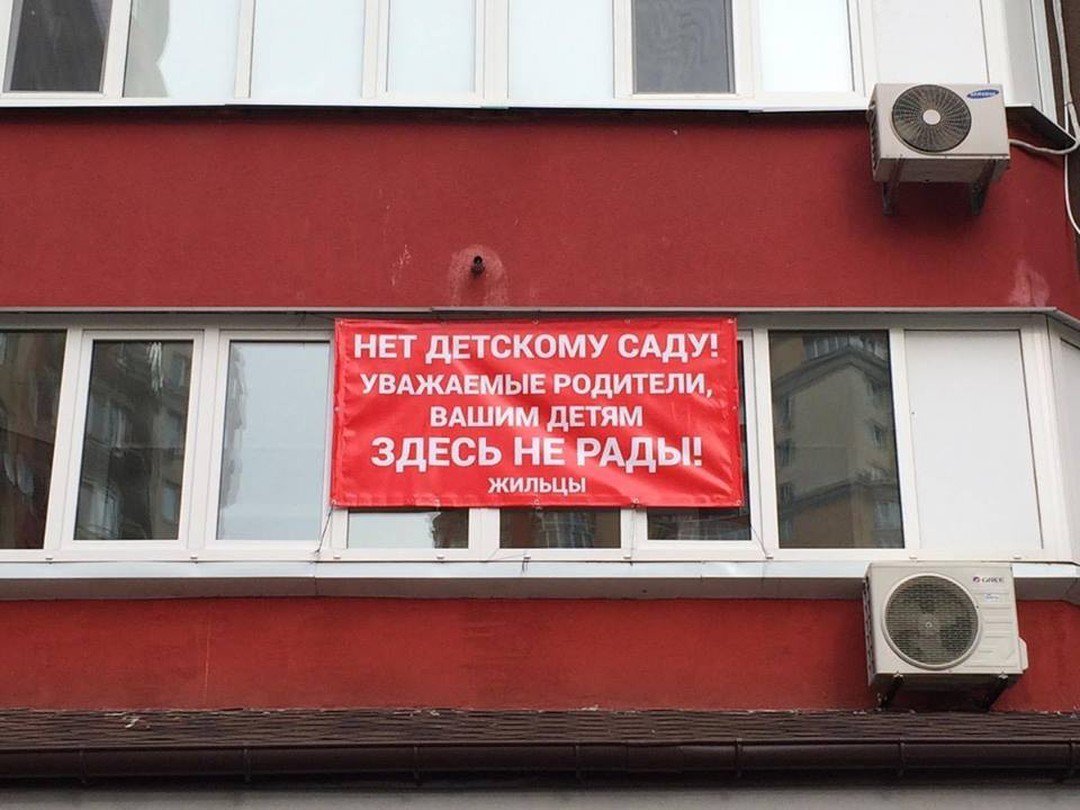 SAMSUNG
НЕТ ДЕТСКОМУ САДУ!
УВАЖАЕМЫЕ РОДИТЕЛИ,
ВАШИМ ДЕТЯМ
ЗДЕСЬ НЕ РАДЫ!
ЖИЛЬЦЫ
GREE